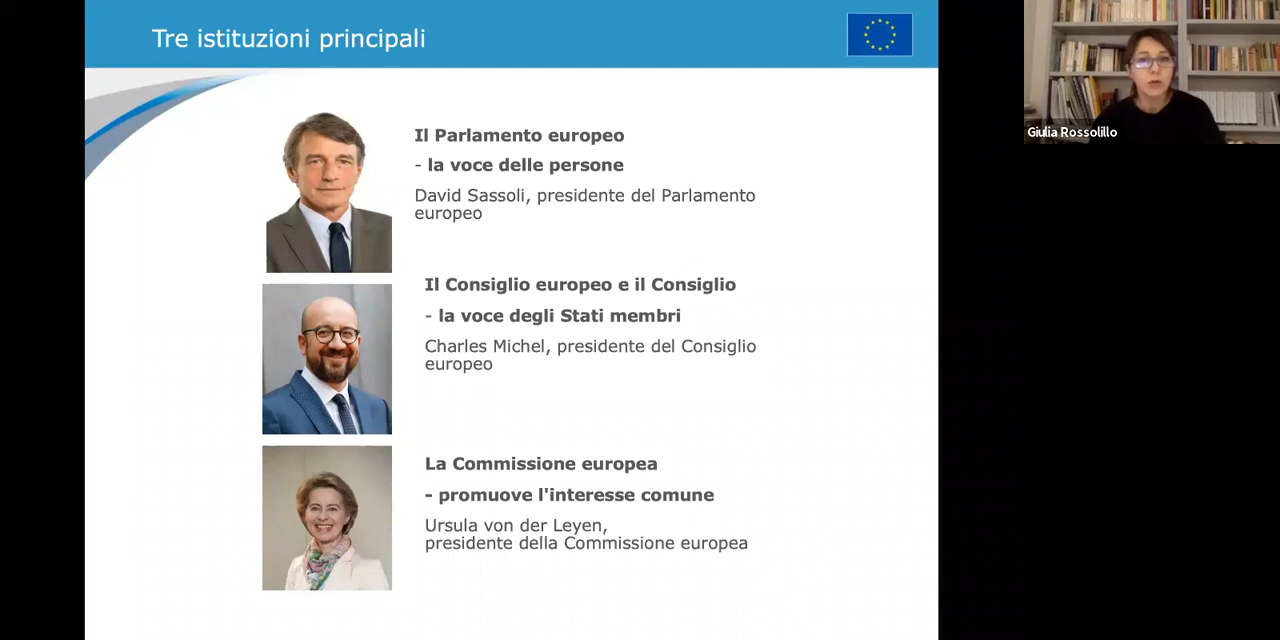 Tre istituzioni principali
Il Parlamento europeo
- la voce delle persone
David Sassoli, presidente del Parlamento
europeo
Il Consiglio europeo e il Consiglio
- la voce degli Stati membri
Charles Michel, presidente del Consiglio
europeo
La Commissione europea
- promuove l'interesse comune
Ursula von der Leyen,
presidente della Commissione europea
Giulia Rossolillo